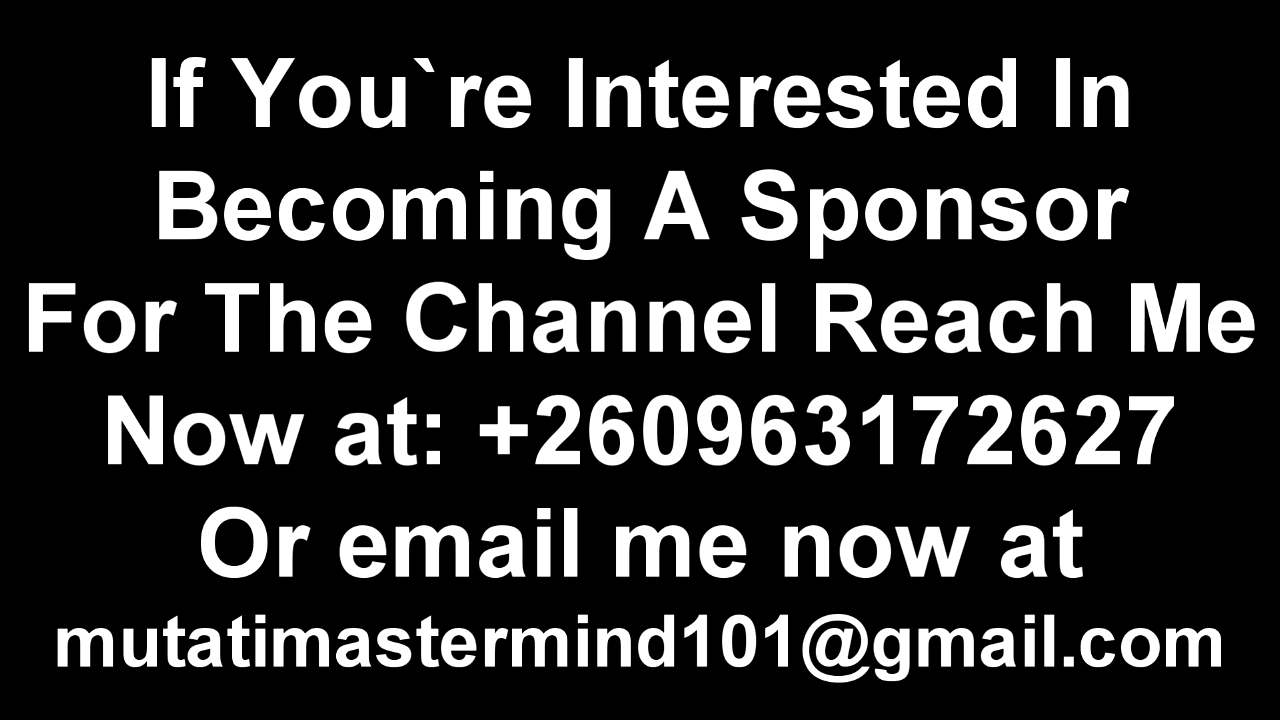 If You`re Interested In
Becoming A Sponsor
For The Channel Reach Me
Now at: +260963172627
Or email me now at
mutatimastermind101@gmail.com